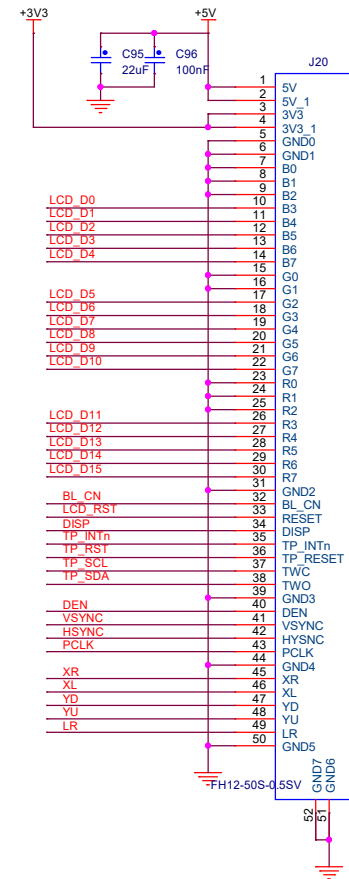 +3V3 +5V
C95 C96
22uF 100nF
J20
1 5V
2 5V_1
3 3V3
4 3V3_1
5 GND0
6 GND1
7 B0
8 B1
9 B2
LCD_D0 10 B3
LCD_D1 11 B4
LCD_D2 12 B5
LCD_D3 13 B6
LCD_D4 14 B7
15 G0
16 G1
LCD_D5 17 G2
LCD_D6 18 G3
LCD_D7 19 G4
LCD_D8 20 G5
LCD_D9 21 G6
LCD_D10 22 G7
23 R0
24 R1
25 R2
LCD_D11 26 R3
LCD_D12 27 R4
LCD_D13 28 R5
LCD_D14 29 R6
LCD_D15 30 R7
31 GND2
BL_CN 32 BL_CN
LCD_RST 33 RESET
DISP 34 DISP
TP_INTn 35 TP_INTn
TP_RST 36 TP_RESET
TP_SCL 37 TWC
TP_SDA 38 TWO
39 GND3
DEN 40 DEN
VSYNC 41 VSYNC
HSYNC 42 HYSNC
PCLK 43 PCLK
44 GND4
XR 45 XR
XL 46 XL
YD 47 YD
YU 48 YU
LR 49 LR
50 GND5
FH12-50S-0.5SV
GND7 GND6
52 51